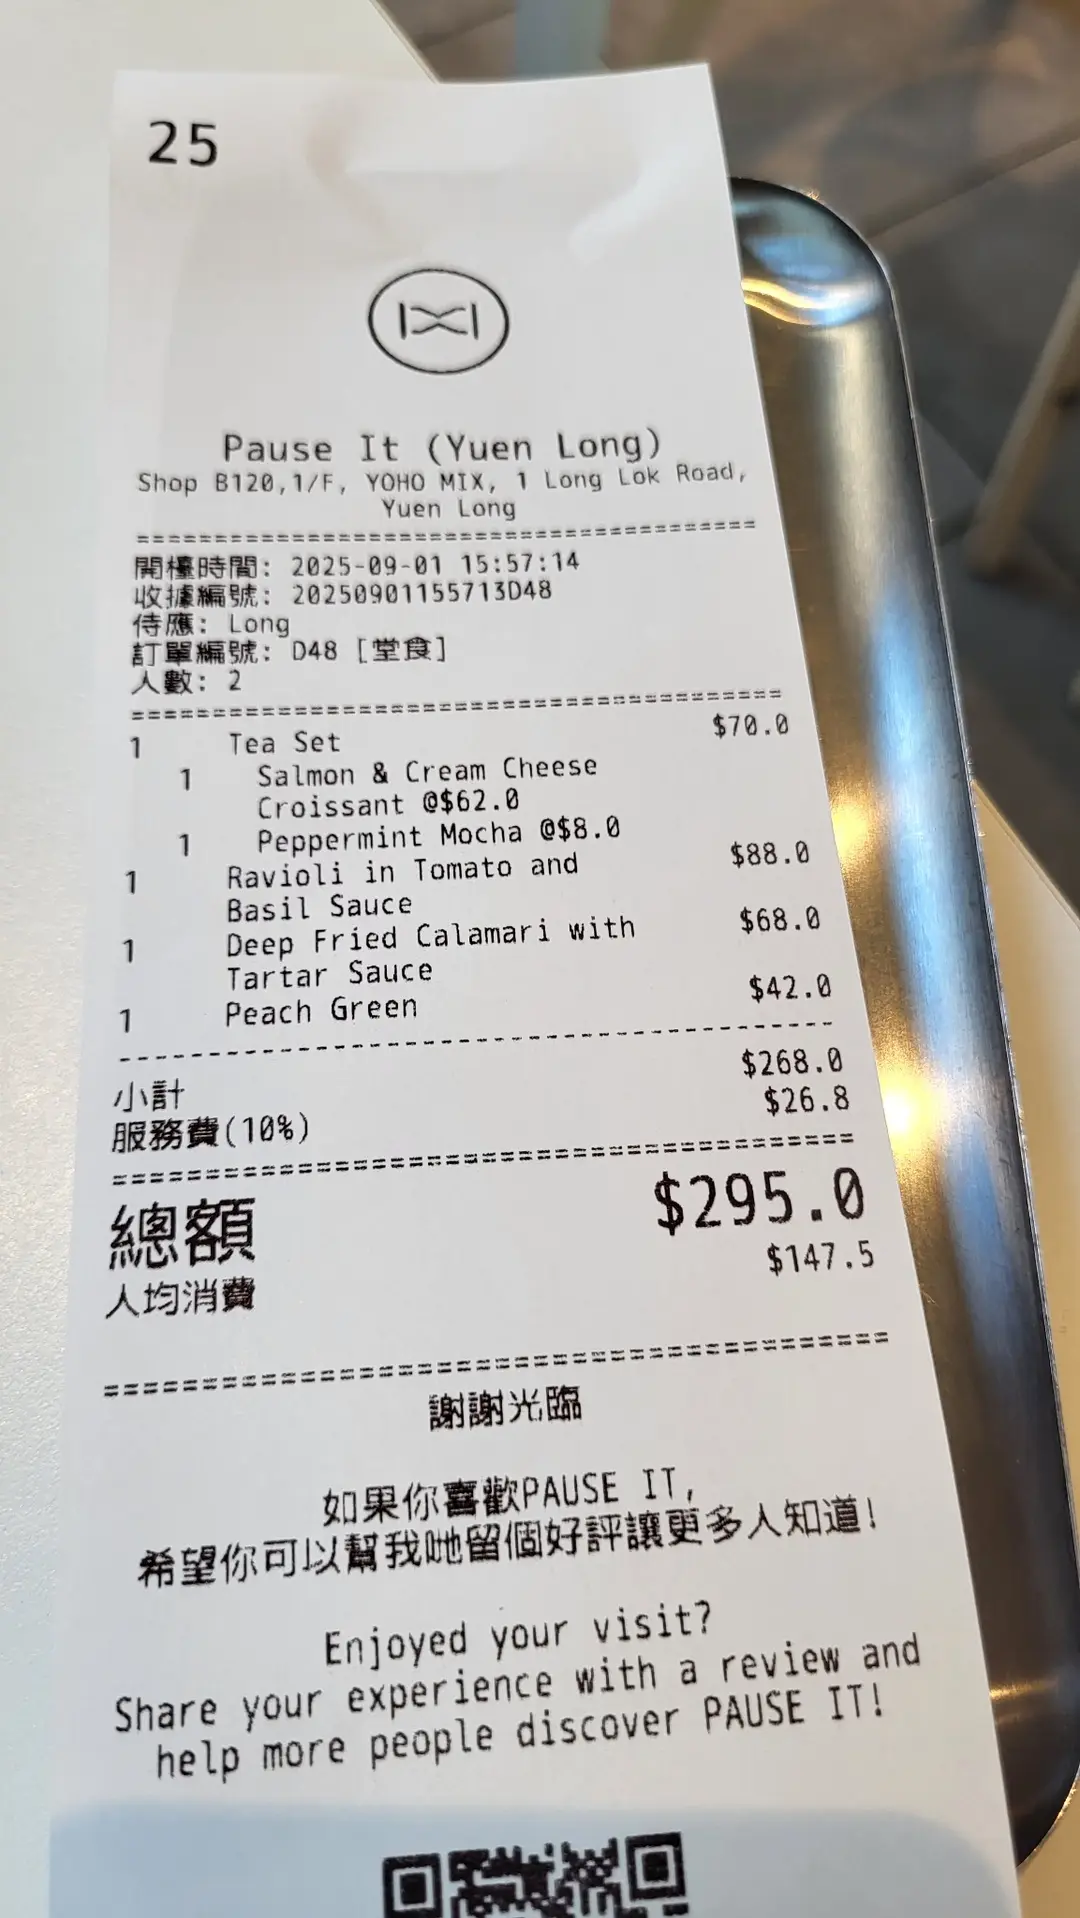 25
Pause It (Yuen Long)
Shop B120,1/F, YOHO MIX, 1 Long Lok Road,
Yuen Long
========================================
開檯時間: 2025-09-01 15:57:14
收據編號: 20250901155713D48
侍應: Long
訂單編號: D48 [堂食]
人數: 2
========================================
1 Tea Set $70.0
1 Salmon & Cream Cheese
Croissant @$62.0
1 Peppermint Mocha @$8.0
1 Ravioli in Tomato and $88.0
Basil Sauce
1 Deep Fried Calamari with $68.0
Tartar Sauce
1 Peach Green $42.0
----------------------------------------
小計 $268.0
服務費(10%) $26.8
========================================
總額 $295.0
人均消費 $147.5
========================================
謝謝光臨
如果你喜歡PAUSE IT,
希望你可以幫我哋留個好評讓更多人知道!
Enjoyed your visit?
Share your experience with a review and
help more people discover PAUSE IT!